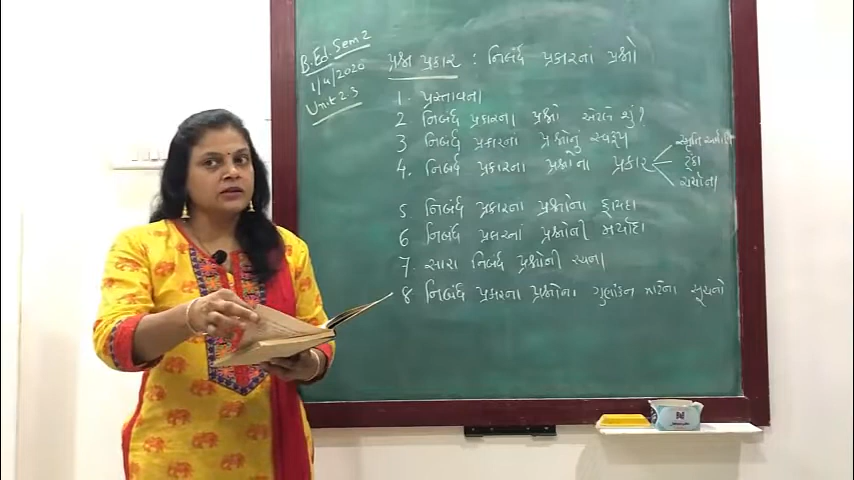 B.Ed. Sem 2
1/4/2020
Unit 2.3
પ્રશ્ન પ્રકાર : નિબંધ પ્રકારનાં પ્રશ્નો
1. પ્રસ્તાવના
2. નિબંધ પ્રકારના પ્રશ્નો એટલે શું?
3 નિબંધ પ્રકારના પ્રશ્નોનું સ્વરૂપ
4. નિબંધ પ્રકારના પ્રશ્નોના પ્રકાર
ટૂંકા
5 નિબંધ પ્રકારના પ્રશ્નોના ફાયદા
6 નિબંધ પ્રકારનાં પ્રશ્નોની મર્યાદા
7 સારા નિબંધ પ્રશ્નોની રચના
8 નિબંધ પ્રકારના પ્રશ્નોના માટેના સૂચનો